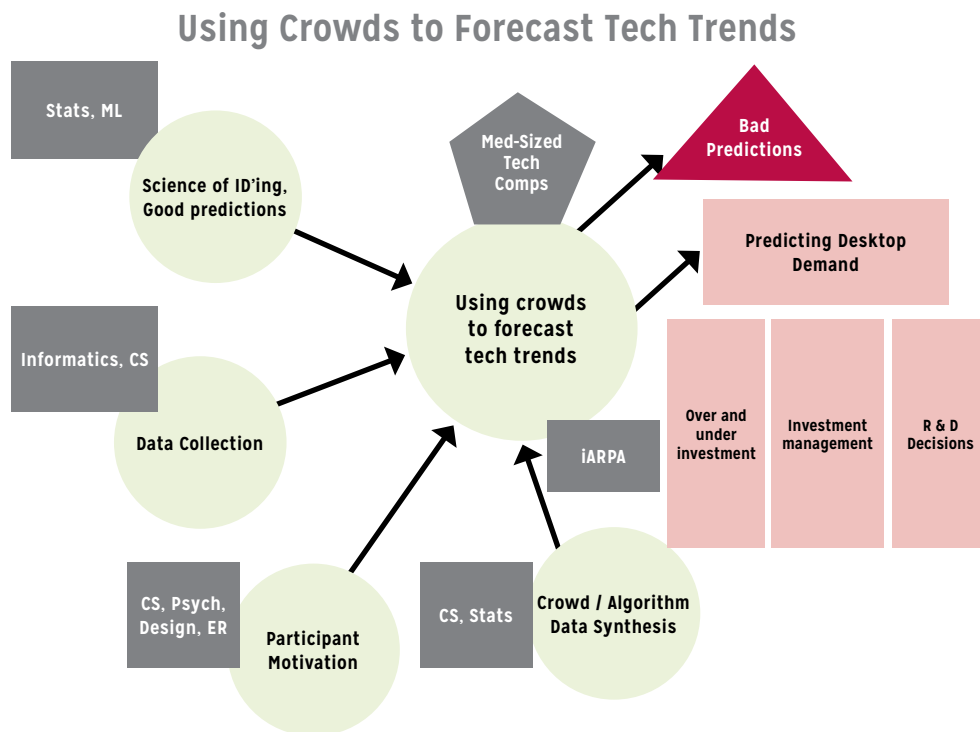 Using Crowds to Forecast Tech Trends
Stats, ML
Science of ID'ing,
Good predictions
Med-Sized
Tech
Comps
Bad
Predictions
Predicting Desktop
Demand
Using crowds
to forecast
tech trends
Informatics, CS
Data Collection
Over and
under
investment
Investment
management
R & D
Decisions
iARPA
CS, Psych,
Design, ER
Participant
Motivation
CS, Stats
Crowd / Algorithm
Data Synthesis